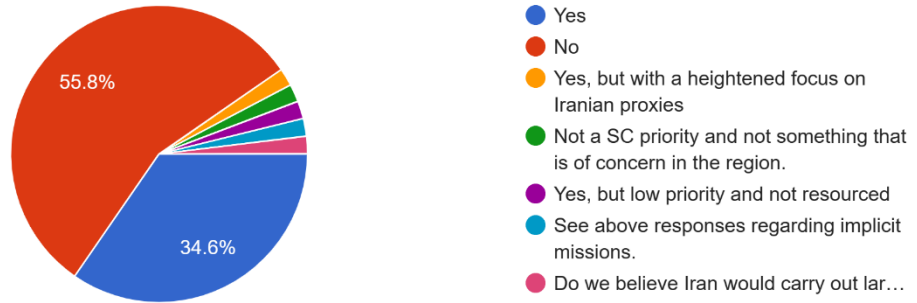 Yes
No
55.8%
Yes, but with a heightened focus on
Iranian proxies
Not a SC priority and not something that
is of concern in the region.
Yes, but low priority and not resourced
34.6%
See above responses regarding implicit
missions.
Do we believe Iran would carry out lar…